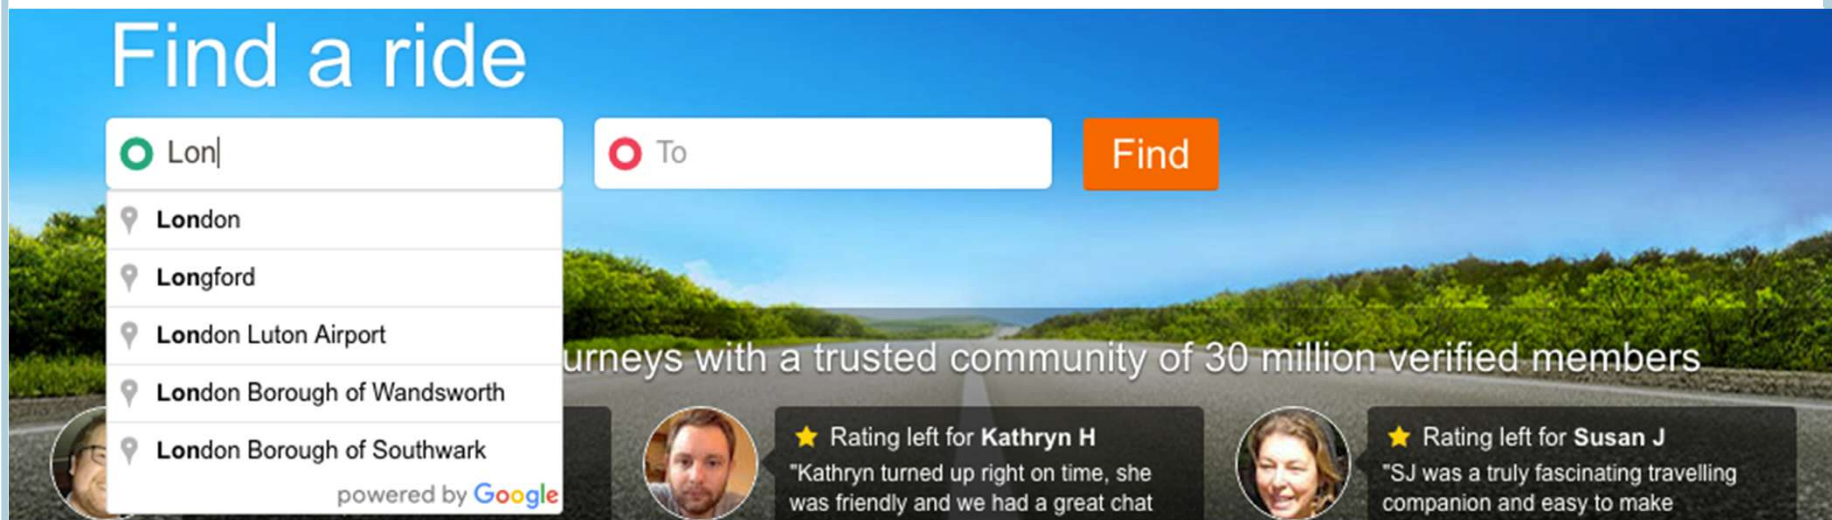 Find a ride
Lon
To
Find
London
Longford
London Luton Airport
London Borough of Wandsworth
London Borough of Southwark
powered by Google
urneys with a trusted community of 30 million verified members
Rating left for Kathryn H
"Kathryn turned up right on time, she
was friendly and we had a great chat
Rating left for Susan J
"SJ was a truly fascinating travelling
companion and easy to make